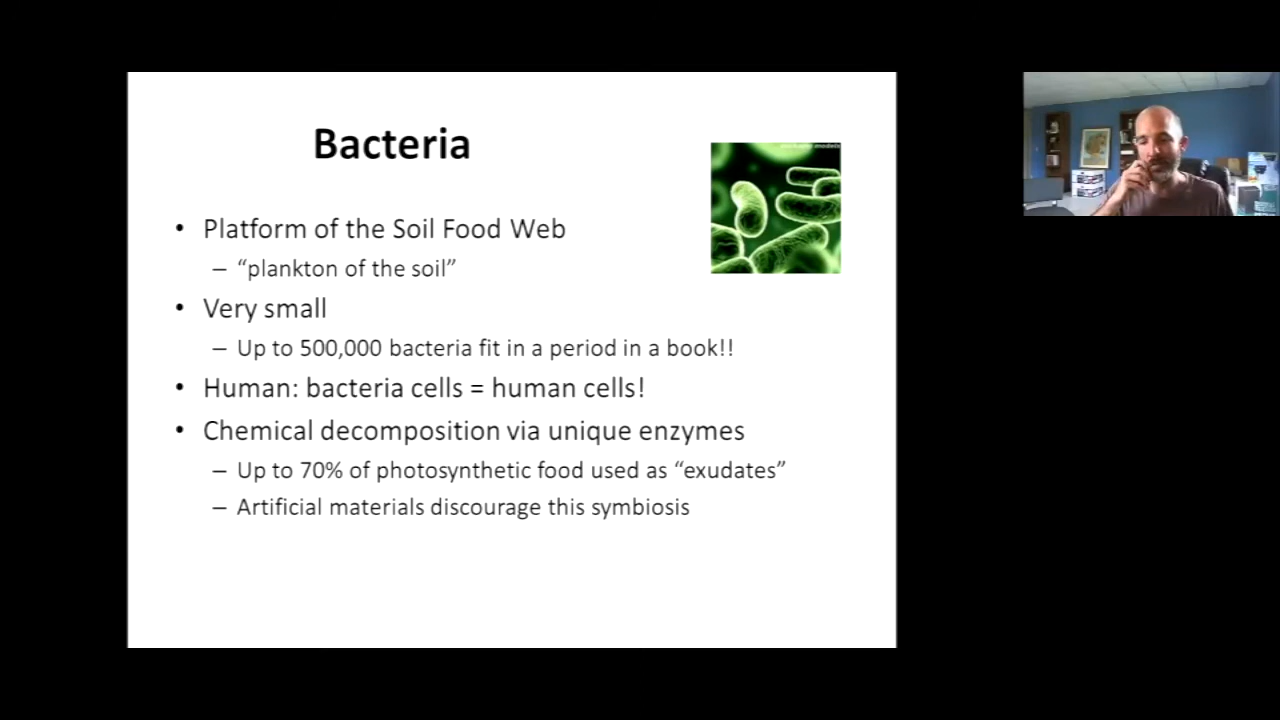 Bacteria
• Platform of the Soil Food Web
– “plankton of the soil”
• Very small
– Up to 500,000 bacteria fit in a period in a book!!
• Human: bacteria cells = human cells!
• Chemical decomposition via unique enzymes
– Up to 70% of photosynthetic food used as “exudates”
– Artificial materials discourage this symbiosis